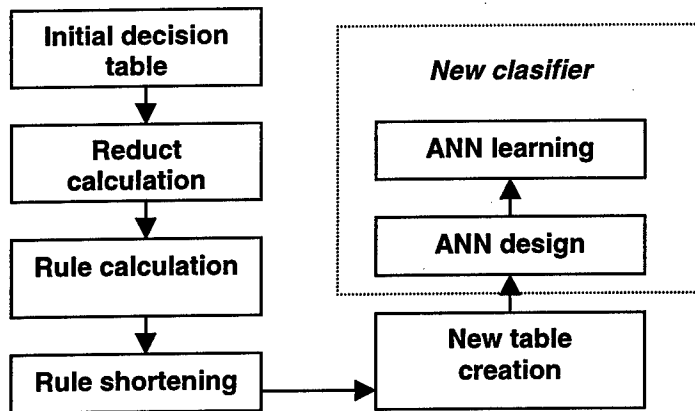 Initial decision
table
Reduct
calculation
Rule calculation
Rule shortening
New clasifier
ANN learning
ANN design
New table
creation